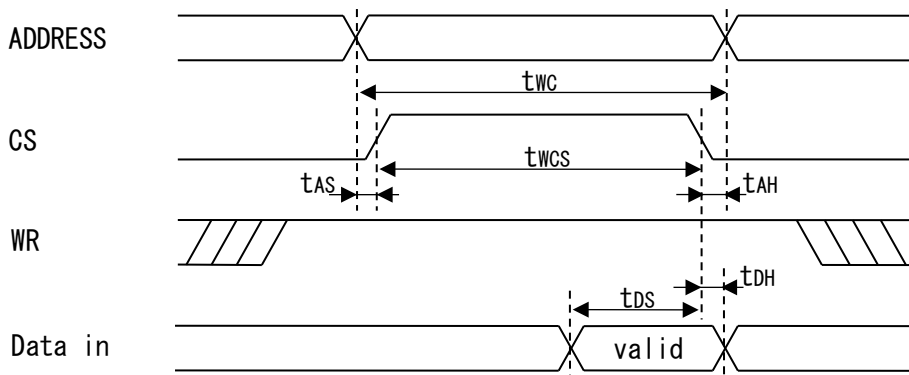 ADDRESS
tWC
CS
tWCS
tAS
tAH
WR
tDH
tDS
Data in
valid